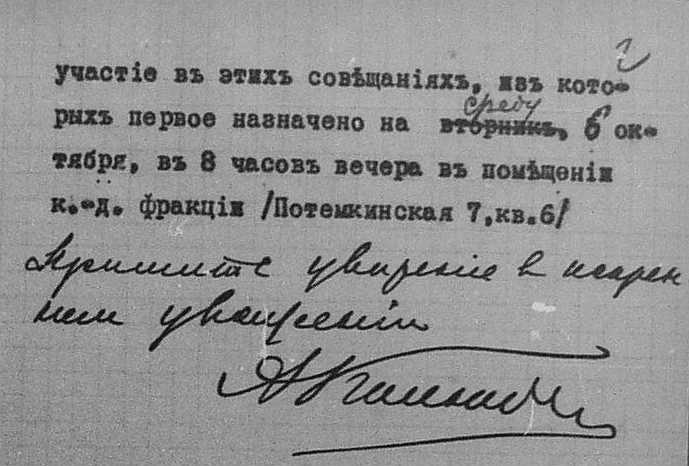 2
участіе въ этихъ совѣщаніяхъ, изъ кото-
среду
рыхъ первое назначено на вторникъ, 6 ок-
тября, въ 8 часовъ вечера въ помѣщеніи
к.-д. фракціи /Потемкинская 7,кв.6/
Примите увѣреніе в искрен
нем уваженіи